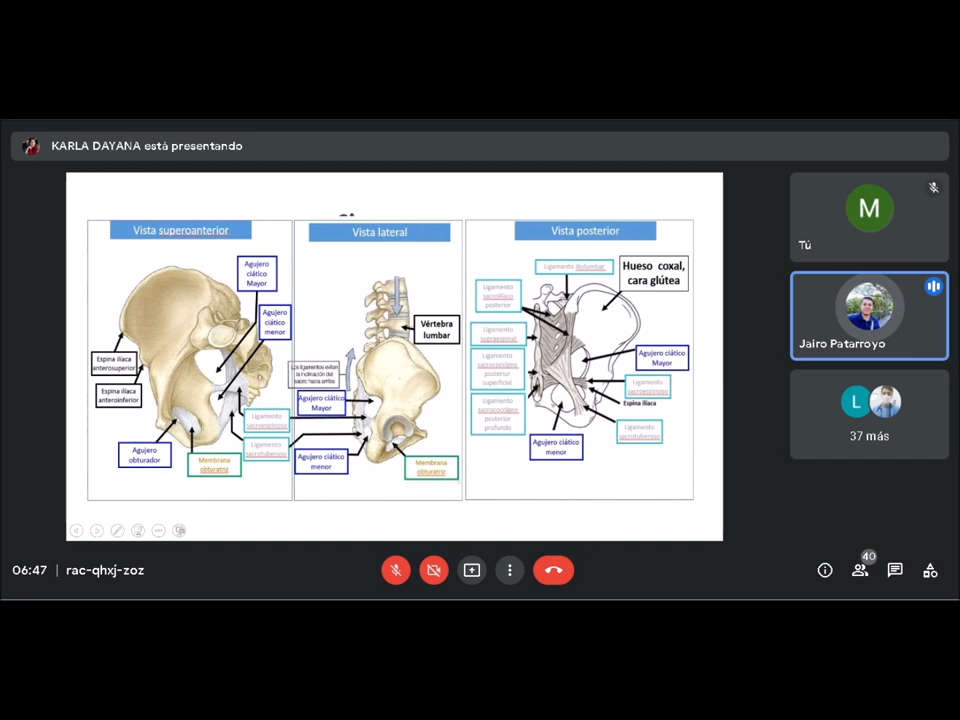 KARLA DAYANA está presentando
Vista superoanterior
Vista lateral
Vista posterior
Agujero
ciático
Mayor
Agujero
ciático
menor
Espina ilíaca
anterosuperior
Espina ilíaca
anteroinferior
Ligamento
sacroespinoso
Ligamento
sacrotuberoso
Agujero
obturador
Membrana
obturatriz
Vértebra
lumbar
Los ligamentos evitan
la inclinación del
sacro hacia arriba
Agujero ciático
Mayor
Agujero ciático
menor
Membrana
obturatriz
Ligamento iliolumbar
Hueso coxal,
cara glútea
Ligamento
sacroilíaco
posterior
Ligamento
supraespinal
Ligamento
sacrococcígeo
posterior
superficial
Ligamento
sacrococcígeo
posterior
profundo
Agujero ciático
Mayor
Ligamento
sacroespinoso
Espina ilíaca
Ligamento
sacrotuberoso
Agujero ciático
menor
M
Tú
Jairo Patarroyo
L
37 más
06:47 | rac-qhxj-zoz
40